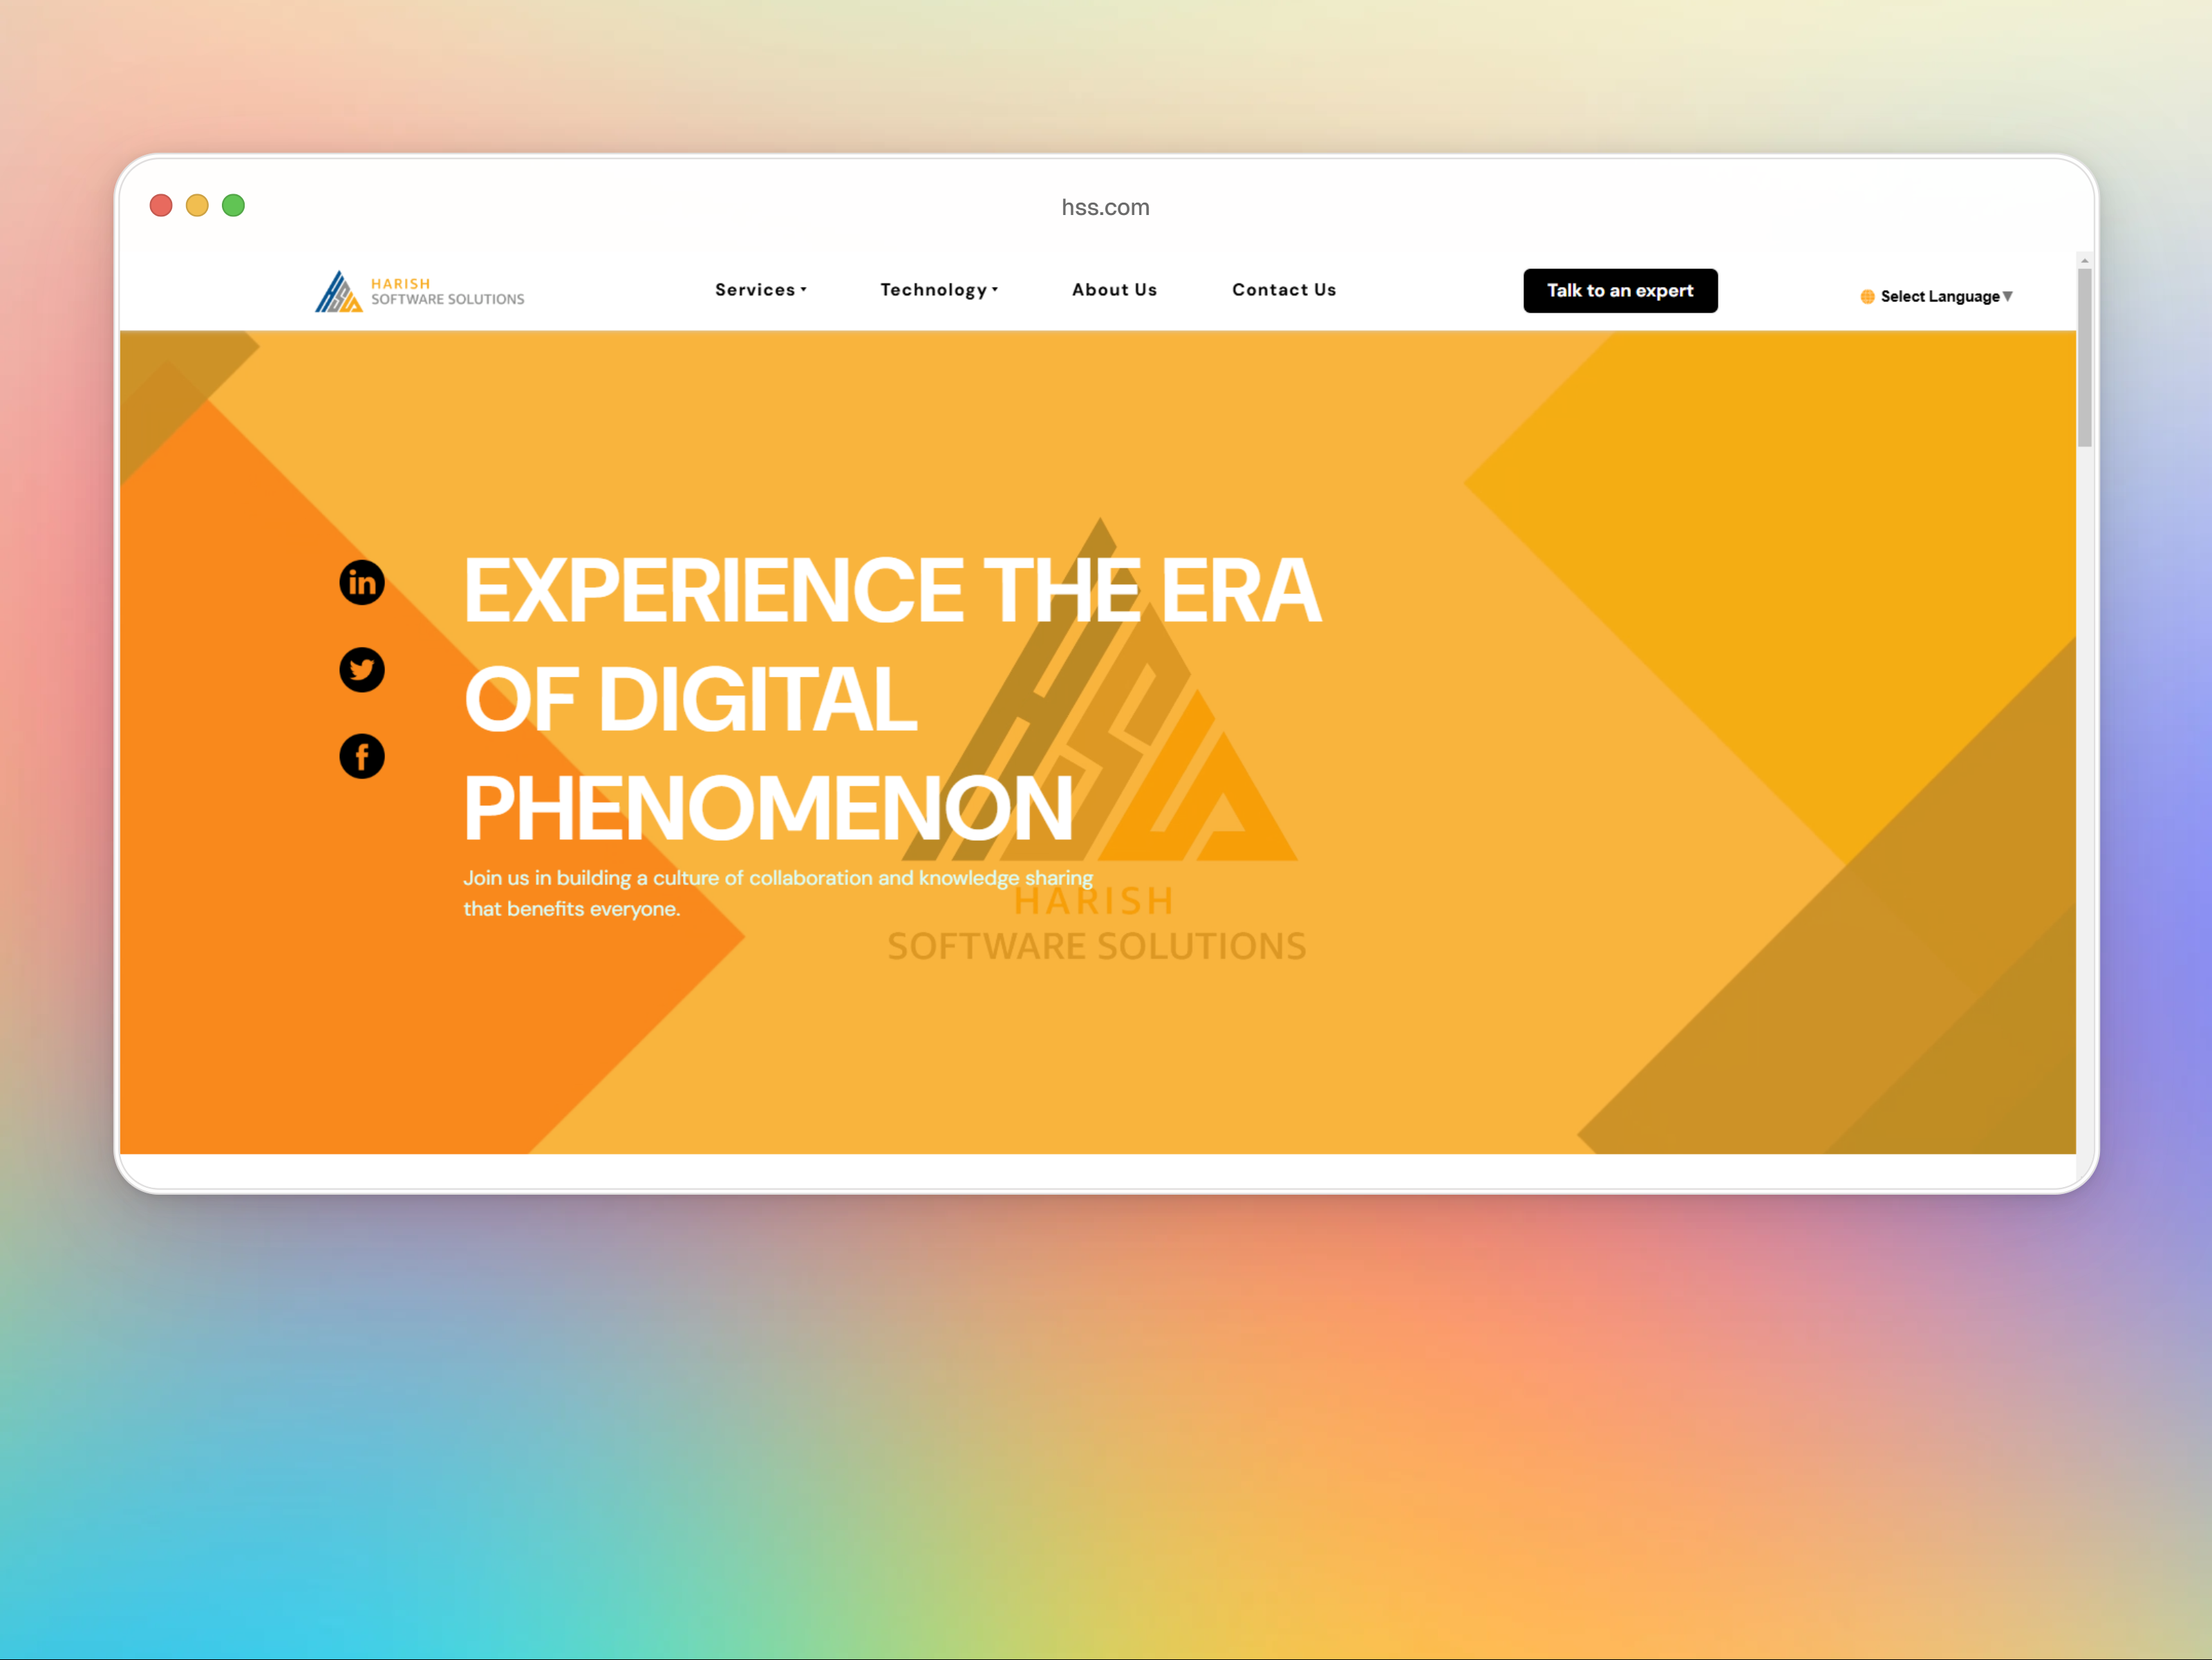 hss.com
HARISH
SOFTWARE SOLUTIONS
Services
Technology
About Us
Contact Us
Talk to an expert
Select Language
in
EXPERIENCE THE ERA
OF DIGITAL
PHENOMENON
f
Join us in building a culture of collaboration and knowledge sharing
that benefits everyone.
HSS
HARISH
SOFTWARE SOLUTIONS